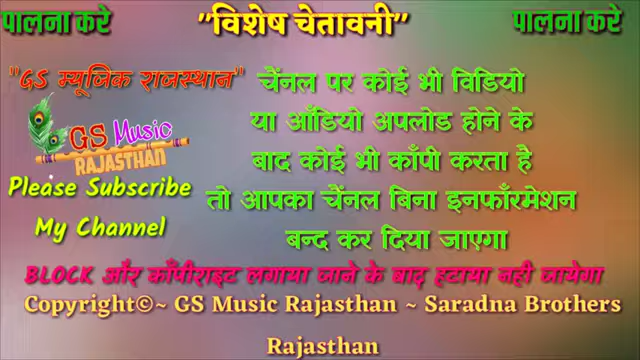 पालना करे
"विशेष चेतावनी"
पालना करे
"GS म्यूजिक राजस्थान"
चैंनल पर कोई भी विडियो
या आँडियो अपलोड होने के
बाद कोई भी काँपी करता है
तो आपका चैंनल बिना इनफाँरमेशन
बन्द कर दिया जाएगा
GS Music
RAJASTHAN
Please Subscribe
My Channel
BLOCK और काँपीराइट लगाया जाने के बाद हटाया नही जायेगा
Copyright©~ GS Music Rajasthan ~ Saradna Brothers
Rajasthan